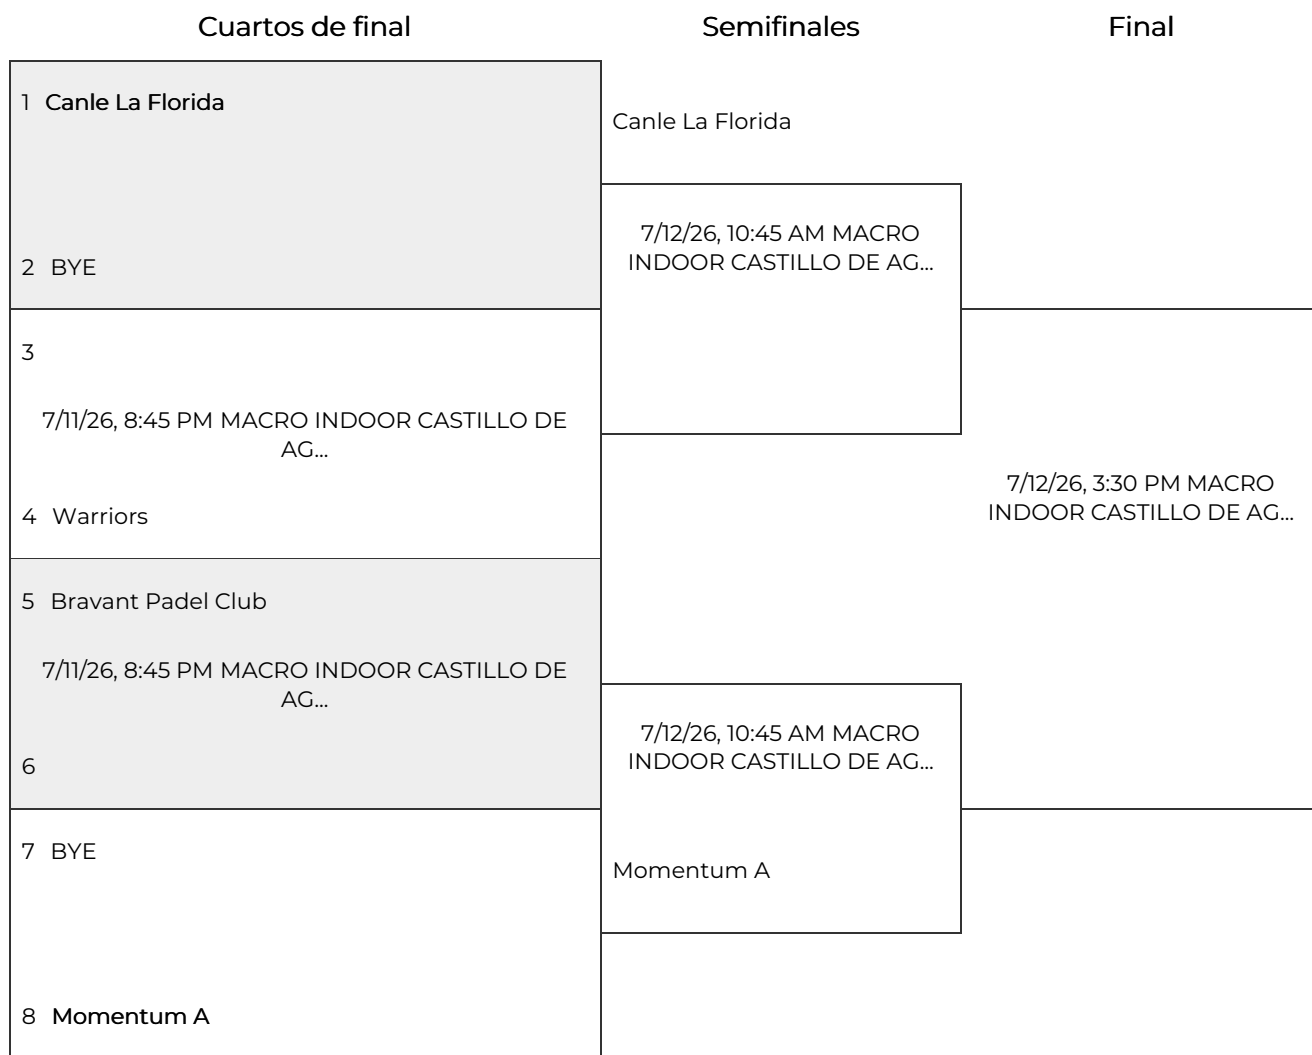 Cuartos de final
Semifinales
Final
1 Canle La Florida
2 BYE
3
7/11/26, 8:45 PM MACRO INDOOR CASTILLO DE
AG...
4 Warriors
5 Bravant Padel Club
7/11/26, 8:45 PM MACRO INDOOR CASTILLO DE
AG...
6
7 BYE
8 Momentum A
Canle La Florida
7/12/26, 10:45 AM MACRO
INDOOR CASTILLO DE AG...
7/12/26, 10:45 AM MACRO
INDOOR CASTILLO DE AG...
Momentum A
7/12/26, 3:30 PM MACRO
INDOOR CASTILLO DE AG...